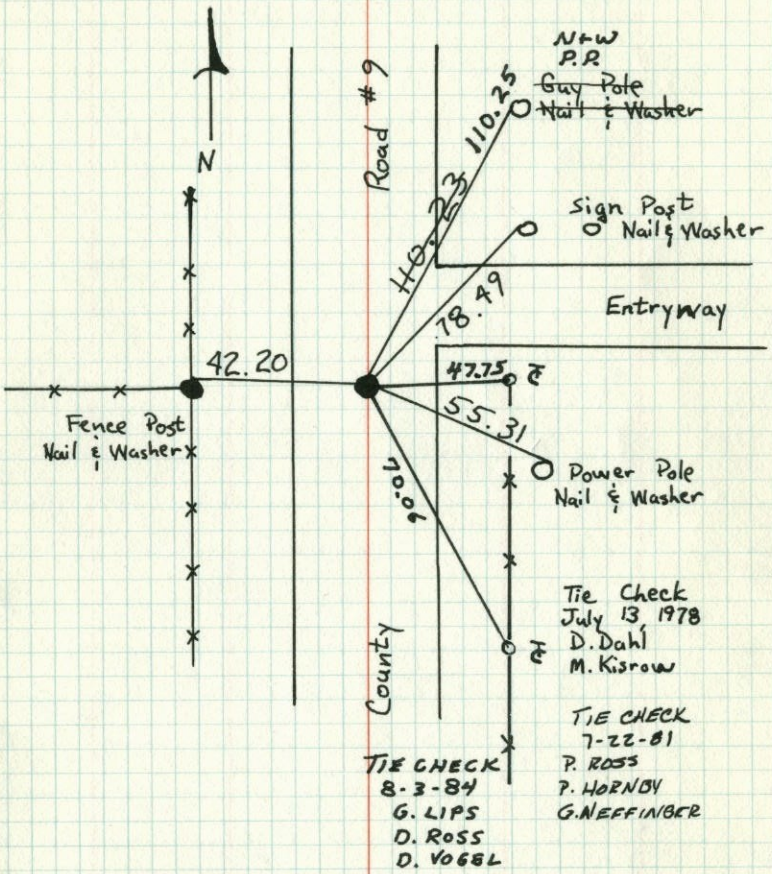 N+W
P.P.
Guy Pole
Nail & Washer
110.25
110.23
Road #9
N
Sign Post
Nail & Washer
78.49
Entryway
42.20
47.75
55.31
Fence Post
Nail & Washer
Power Pole
Nail & Washer
70.09
County
Tie Check
July 13, 1978
D. Dahl
M. Kisrow
TIE CHECK
7-22-81
P. ROSS
P. HORNBY
G. NEFFINGER
TIE CHECK
8-3-84
G. LIPS
D. ROSS
D. VOGEL